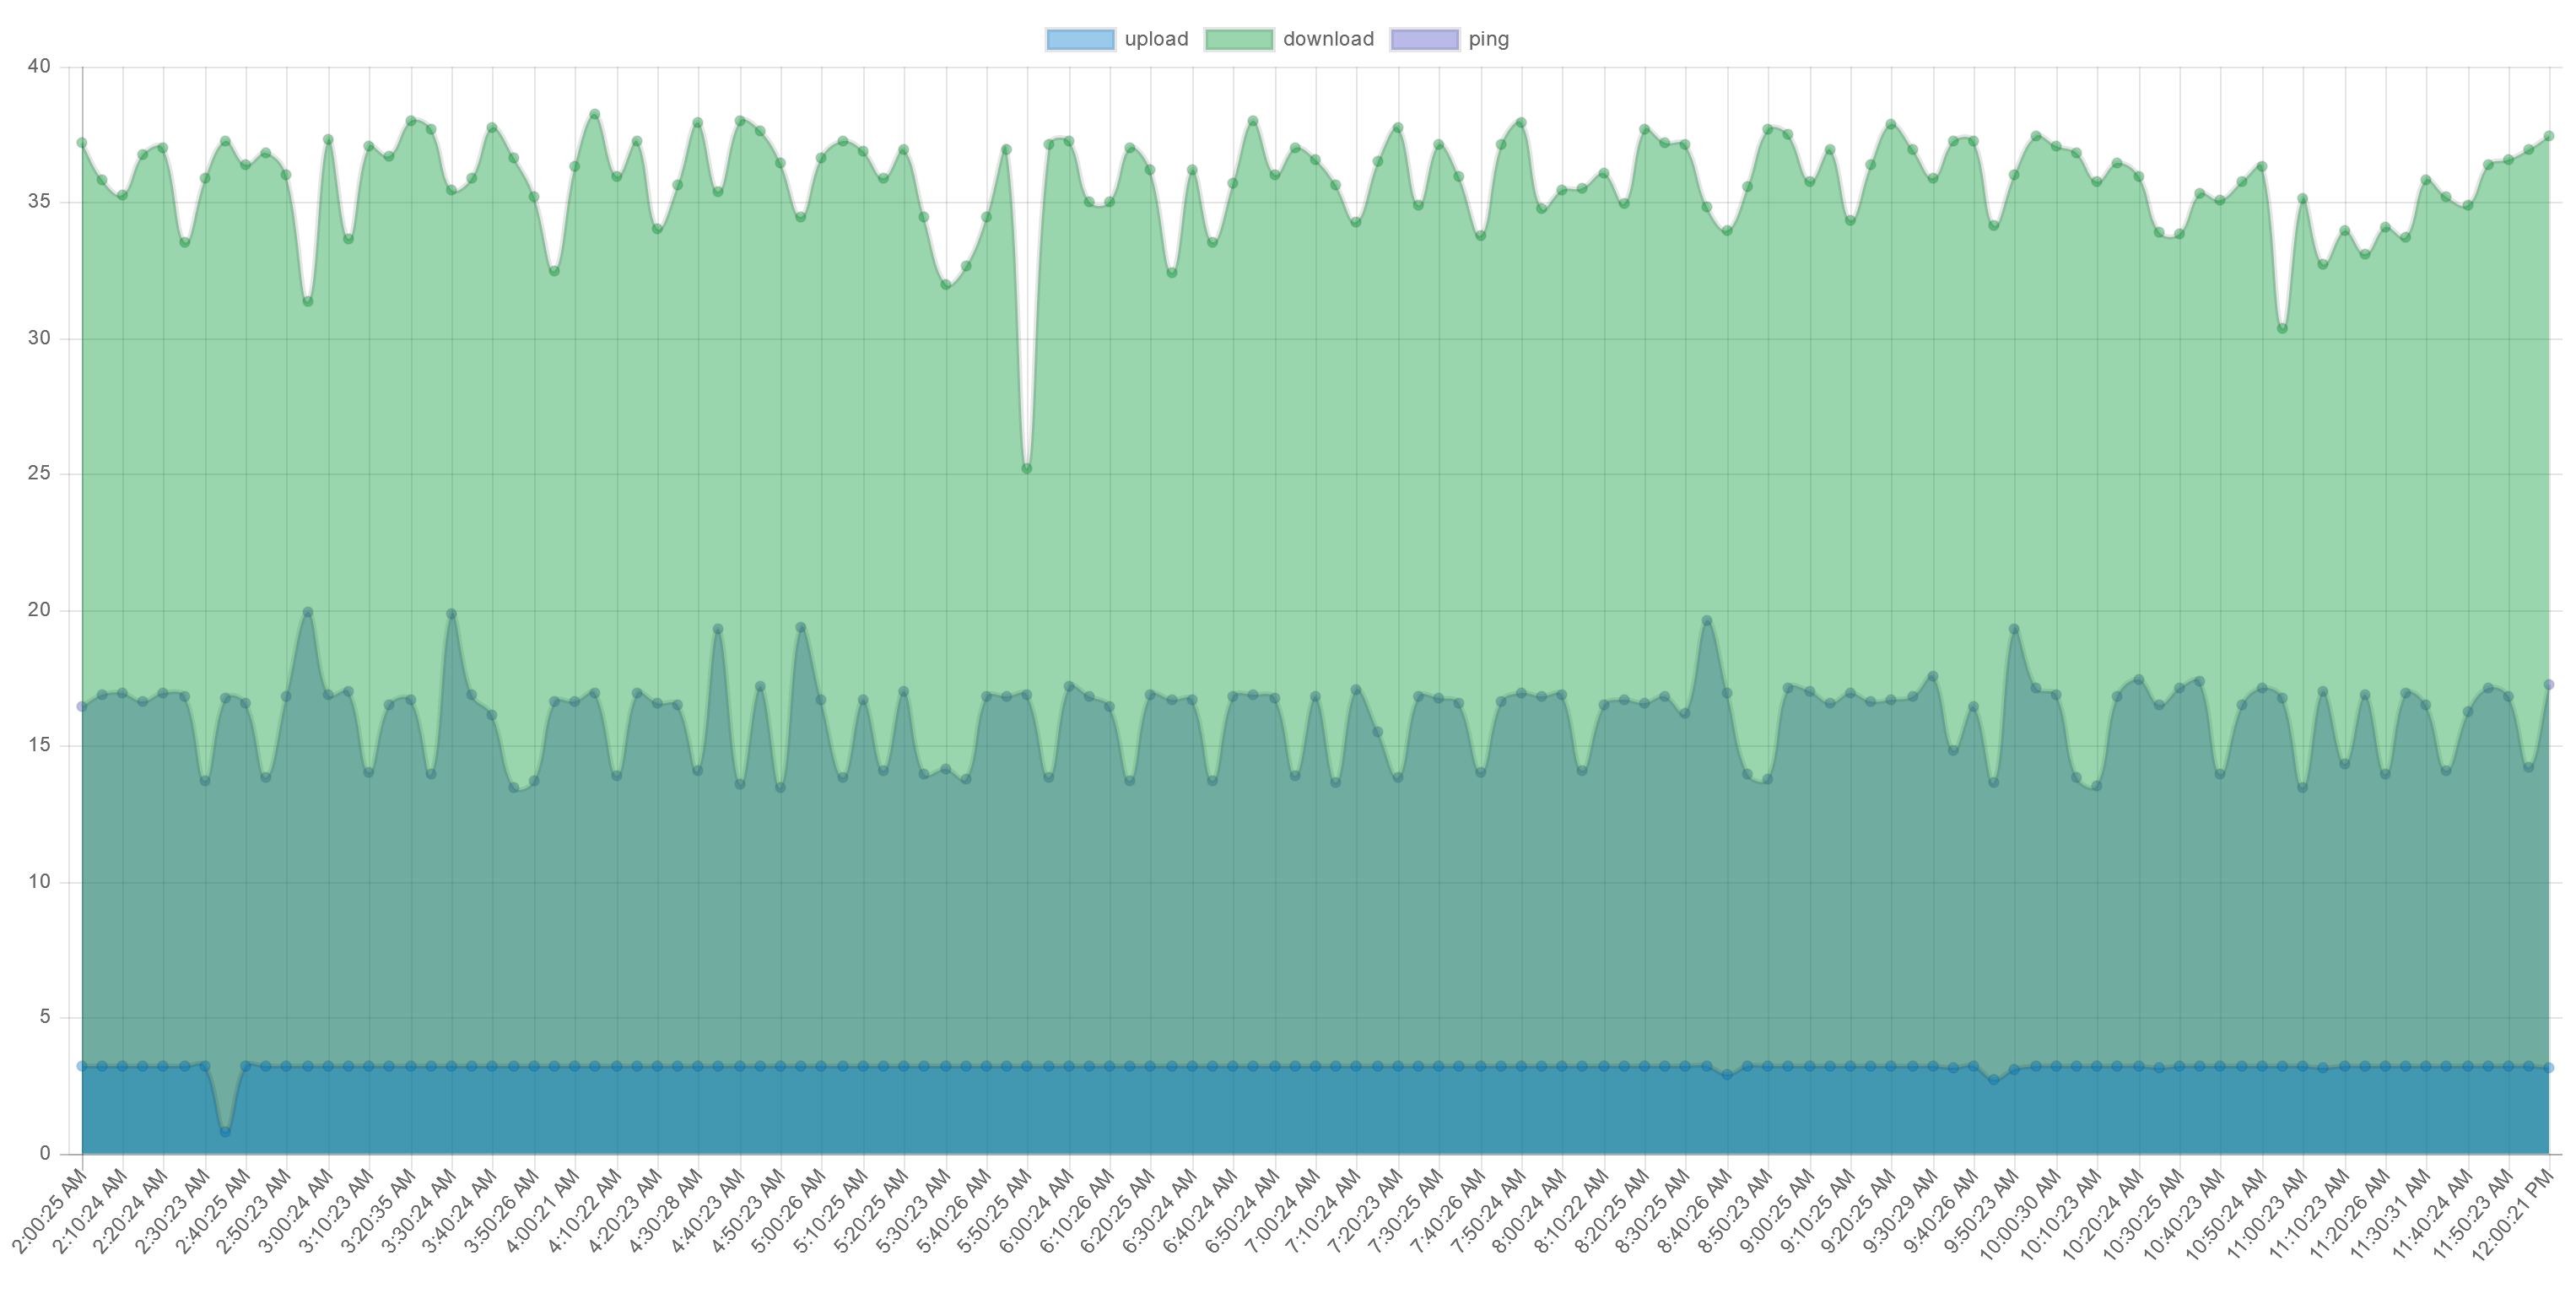 upload download ping
40
35
30
25
20
15
10
5
0
2:00:25 AM
2:10:24 AM
2:20:24 AM
2:30:23 AM
2:40:25 AM
2:50:23 AM
3:00:24 AM
3:10:23 AM
3:20:35 AM
3:30:24 AM
3:40:24 AM
3:50:26 AM
4:00:21 AM
4:10:22 AM
4:20:23 AM
4:30:28 AM
4:40:23 AM
4:50:23 AM
5:00:26 AM
5:10:25 AM
5:20:25 AM
5:30:23 AM
5:40:26 AM
5:50:25 AM
6:00:24 AM
6:10:26 AM
6:20:25 AM
6:30:24 AM
6:40:24 AM
6:50:24 AM
7:00:24 AM
7:10:24 AM
7:20:23 AM
7:30:25 AM
7:40:26 AM
7:50:24 AM
8:00:24 AM
8:10:22 AM
8:20:25 AM
8:30:25 AM
8:40:26 AM
8:50:23 AM
9:00:25 AM
9:10:25 AM
9:20:25 AM
9:30:29 AM
9:40:26 AM
9:50:23 AM
10:00:30 AM
10:10:23 AM
10:20:24 AM
10:30:25 AM
10:40:23 AM
10:50:24 AM
11:00:23 AM
11:10:23 AM
11:20:26 AM
11:30:31 AM
11:40:24 AM
11:50:23 AM
12:00:21 PM